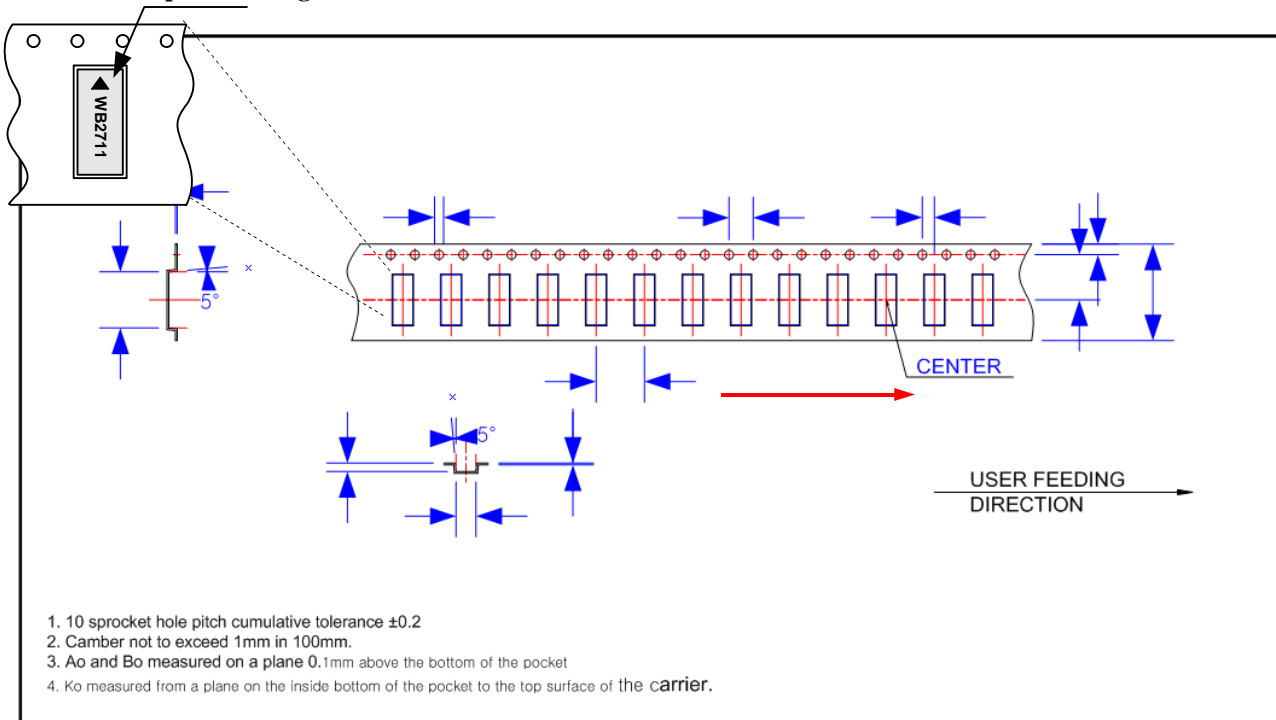 WB2711
5°
CENTER
5°
USER FEEDING
DIRECTION
1. 10 sprocket hole pitch cumulative tolerance ±0.2
2. Camber not to exceed 1mm in 100mm.
3. Ao and Bo measured on a plane 0.1mm above the bottom of the pocket
4. Ko measured from a plane on the inside bottom of the pocket to the top surface of the carrier.